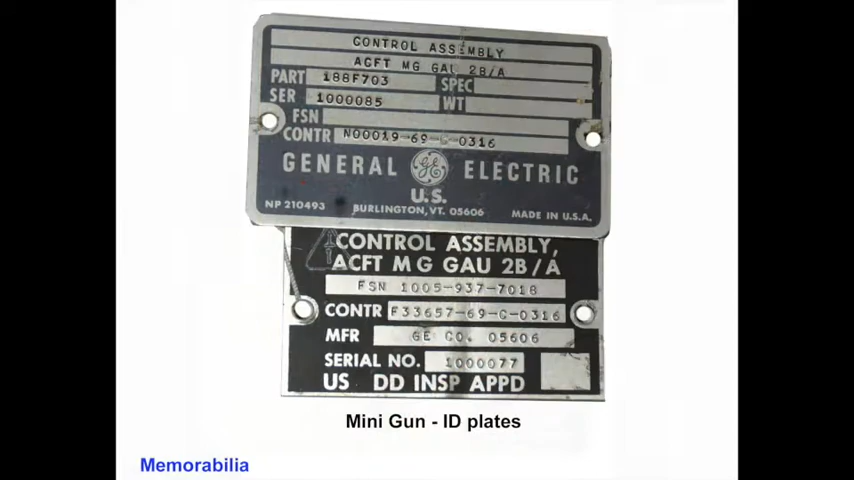 CONTROL ASSEMBLY
ACFT MG GAU 2B/A
PART 188F703 SPEC
SER 1000085 WT
FSN
CONTR N00019-69-C-0316
GENERAL GE ELECTRIC
U.S.
NP 210493 BURLINGTON, VT. 05606 MADE IN U.S.A.
CONTROL ASSEMBLY,
ACFT MG GAU 2B/A
FSN 1005-937-7018
CONTR F33657-69-C-0316
MFR GE CO. 05606
SERIAL NO. 1000077
US DD INSP APPD
Mini Gun - ID plates
Memorabilia